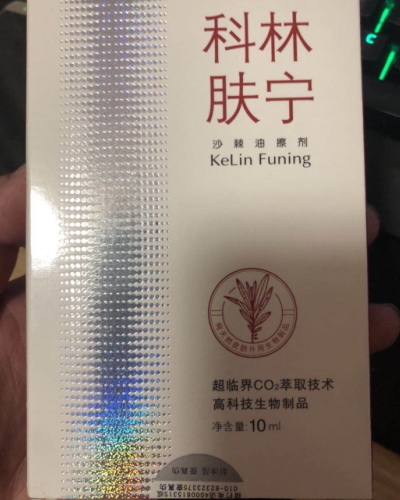 科林
肤宁
沙棘油擦剂
KeLin Funing
超临界CO₂萃取技术
高科技生物制品
净含量:10ml